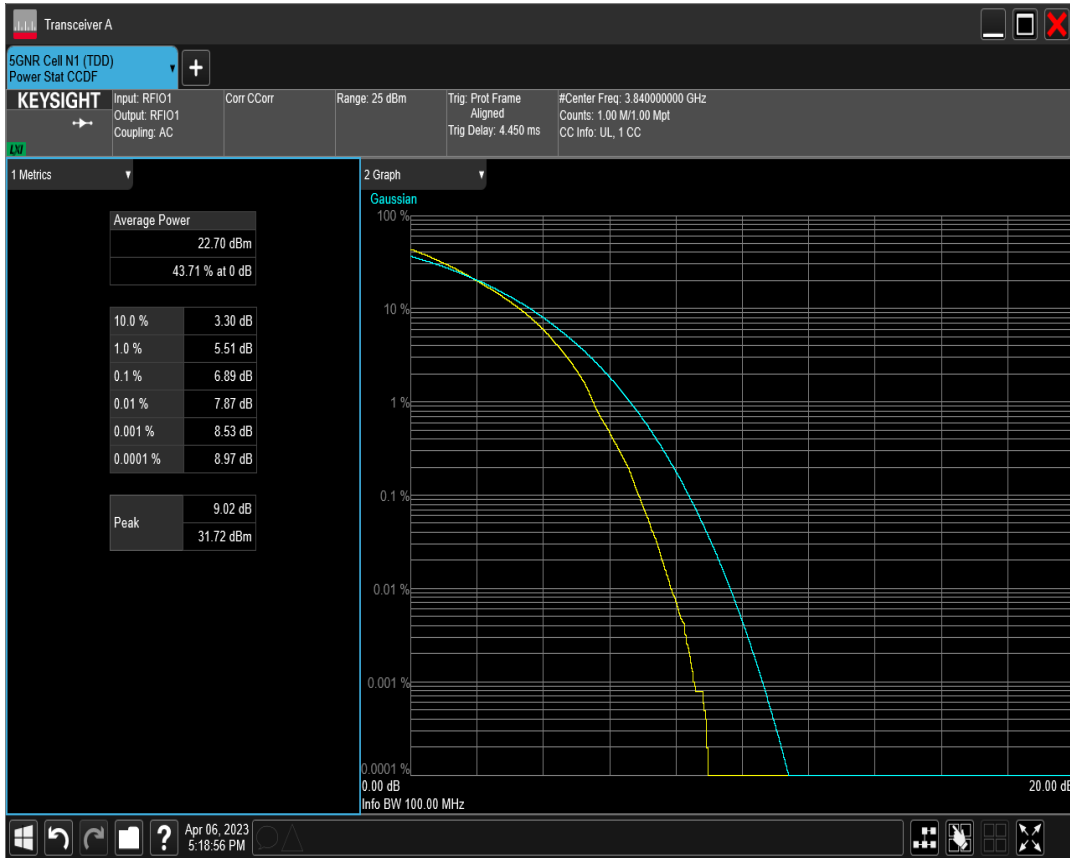 Transceiver A
5GNR Cell N1 (TDD)
Power Stat CCDF
KEYSIGHT
LXI
Input: RFIO1
Output: RFIO1
Coupling: AC
Corr CCorr
Range: 25 dBm
Trig: Prot Frame
Aligned
Trig Delay: 4.450 ms
#Center Freq: 3.840000000 GHz
Counts: 1.00 M/1.00 Mpt
CC Info: UL, 1 CC
1 Metrics
Average Power
22.70 dBm
43.71 % at 0 dB
10.0 % 3.30 dB
1.0 % 5.51 dB
0.1 % 6.89 dB
0.01 % 7.87 dB
0.001 % 8.53 dB
0.0001 % 8.97 dB
Peak 9.02 dB
31.72 dBm
2 Graph
Gaussian
100 %
10 %
1 %
0.1 %
0.01 %
0.001 %
0.0001 %
0.00 dB 20.00 dB
Info BW 100.00 MHz
? Apr 06, 2023
5:18:56 PM